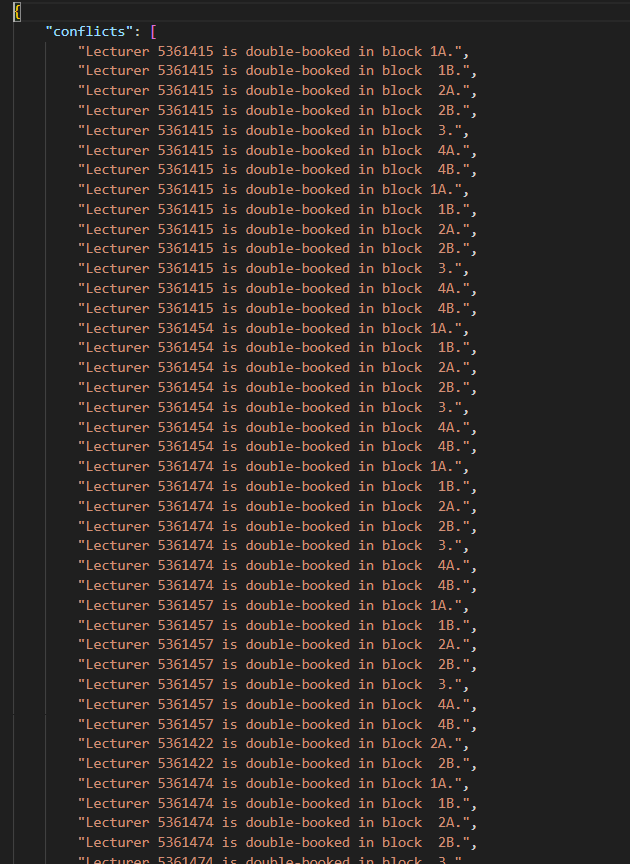 {
    "conflicts": [
        "Lecturer 5361415 is double-booked in block 1A.",
        "Lecturer 5361415 is double-booked in block  1B.",
        "Lecturer 5361415 is double-booked in block  2A.",
        "Lecturer 5361415 is double-booked in block  2B.",
        "Lecturer 5361415 is double-booked in block  3.",
        "Lecturer 5361415 is double-booked in block  4A.",
        "Lecturer 5361415 is double-booked in block  4B.",
        "Lecturer 5361415 is double-booked in block 1A.",
        "Lecturer 5361415 is double-booked in block  1B.",
        "Lecturer 5361415 is double-booked in block  2A.",
        "Lecturer 5361415 is double-booked in block  2B.",
        "Lecturer 5361415 is double-booked in block  3.",
        "Lecturer 5361415 is double-booked in block  4A.",
        "Lecturer 5361415 is double-booked in block  4B.",
        "Lecturer 5361454 is double-booked in block 1A.",
        "Lecturer 5361454 is double-booked in block  1B.",
        "Lecturer 5361454 is double-booked in block  2A.",
        "Lecturer 5361454 is double-booked in block  2B.",
        "Lecturer 5361454 is double-booked in block  3.",
        "Lecturer 5361454 is double-booked in block  4A.",
        "Lecturer 5361454 is double-booked in block  4B.",
        "Lecturer 5361474 is double-booked in block 1A.",
        "Lecturer 5361474 is double-booked in block  1B.",
        "Lecturer 5361474 is double-booked in block  2A.",
        "Lecturer 5361474 is double-booked in block  2B.",
        "Lecturer 5361474 is double-booked in block  3.",
        "Lecturer 5361474 is double-booked in block  4A.",
        "Lecturer 5361474 is double-booked in block  4B.",
        "Lecturer 5361457 is double-booked in block 1A.",
        "Lecturer 5361457 is double-booked in block  1B.",
        "Lecturer 5361457 is double-booked in block  2A.",
        "Lecturer 5361457 is double-booked in block  2B.",
        "Lecturer 5361457 is double-booked in block  3.",
        "Lecturer 5361457 is double-booked in block  4A.",
        "Lecturer 5361457 is double-booked in block  4B.",
        "Lecturer 5361422 is double-booked in block 2A.",
        "Lecturer 5361422 is double-booked in block  2B.",
        "Lecturer 5361474 is double-booked in block 1A.",
        "Lecturer 5361474 is double-booked in block  1B.",
        "Lecturer 5361474 is double-booked in block  2A.",
        "Lecturer 5361474 is double-booked in block  2B.",
        "Lecturer 5361474 is double-booked in block  3."